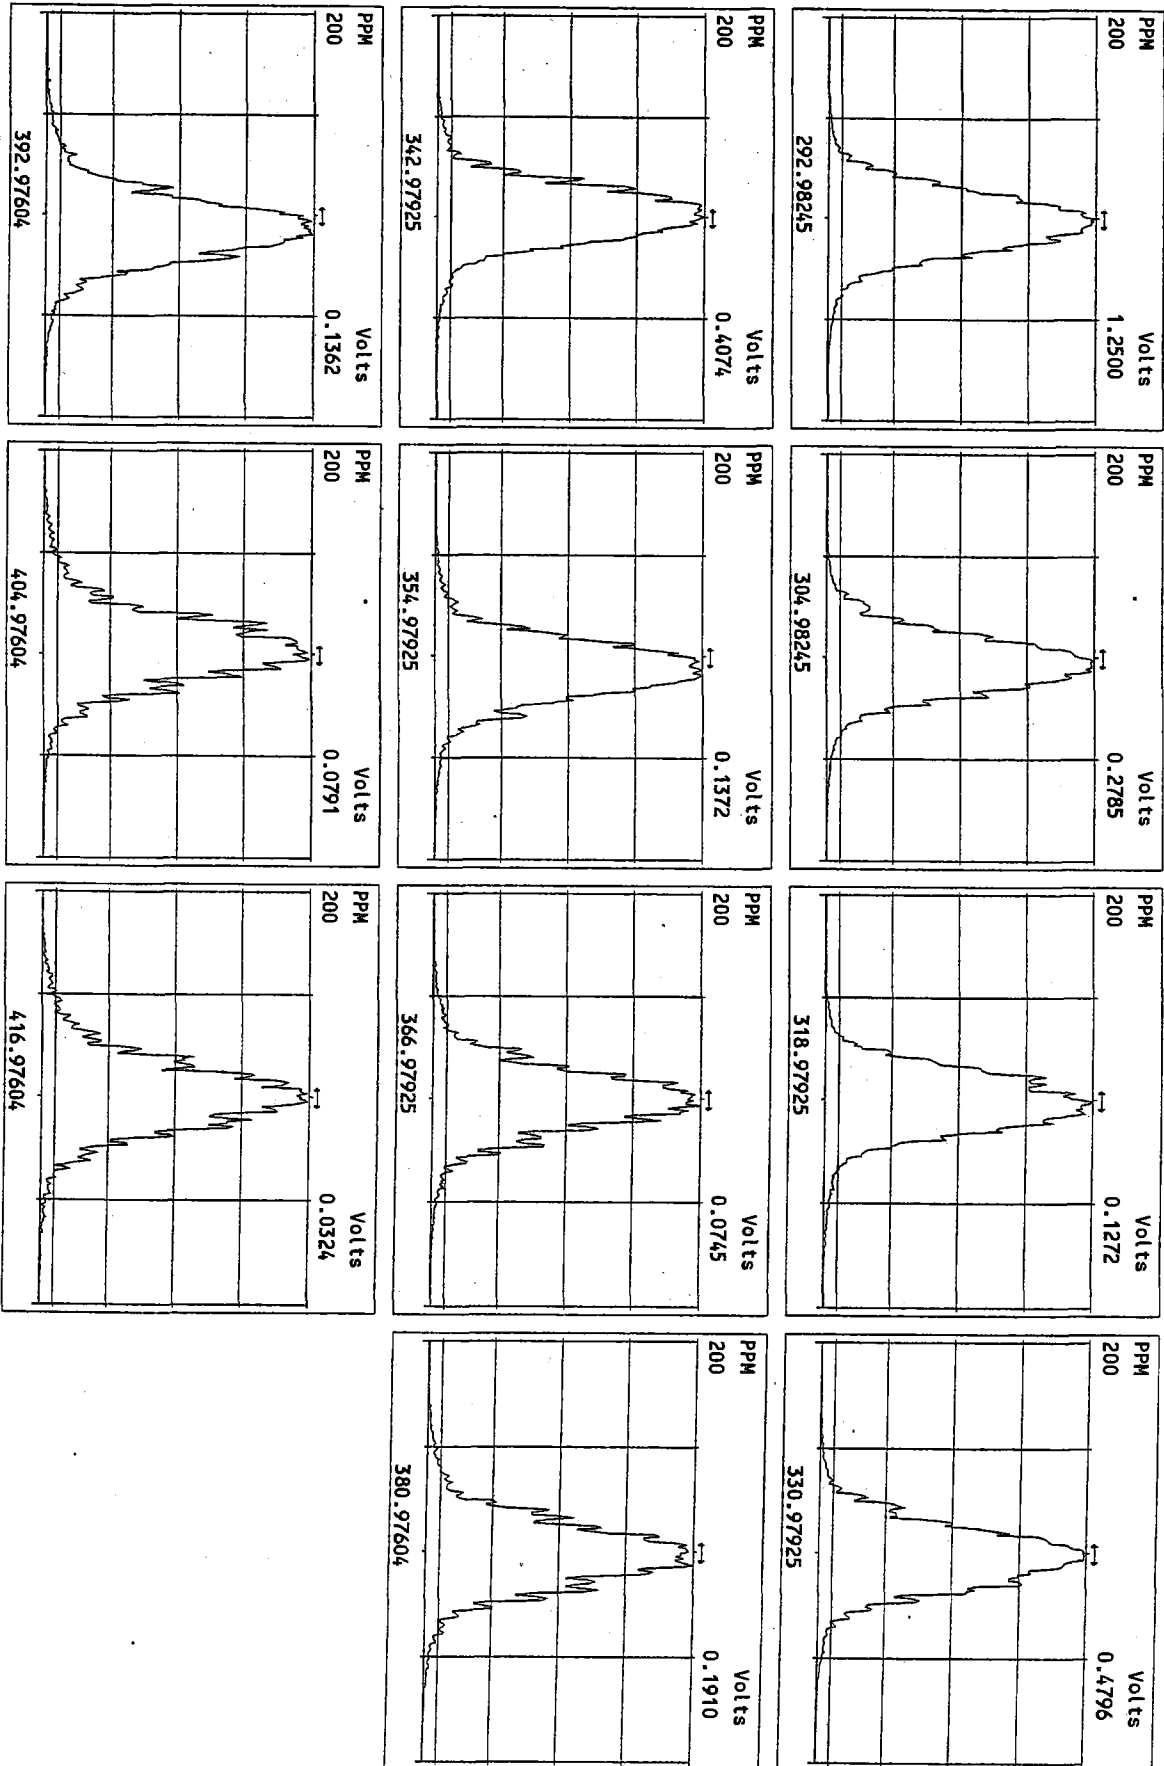 PPM Volts
200 1.2500
292.98245
PPM Volts
200 0.2785
304.98245
PPM Volts
200 0.1272
318.97925
PPM Volts
200 0.4796
330.97925
PPM Volts
200 0.4074
342.97925
PPM Volts
200 0.1372
354.97925
PPM Volts
200 0.0745
366.97925
PPM Volts
200 0.1910
380.97604
PPM Volts
200 0.1362
392.97604
PPM Volts
200 0.0791
404.97604
PPM Volts
200 0.0324
416.97604